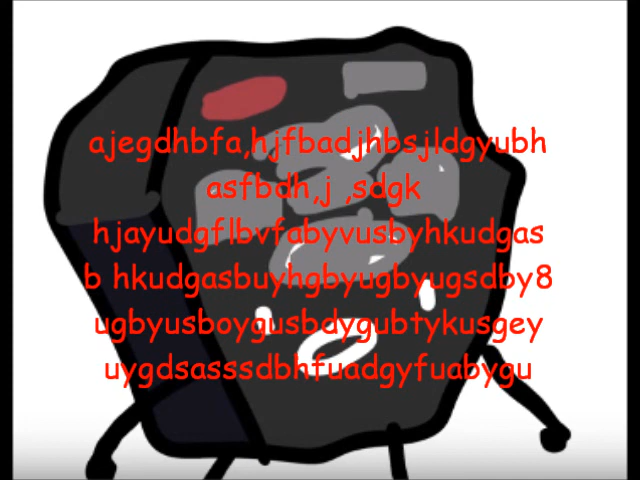 ajegdhbfa,hjfbadjhbsjldgyubh
asfbdh,j ,sdgk
hjayudgflbvfabyvusbyhkudgas
b hkudgasbuyhgbyugbyugsdby8
ugbyusboygusbdygubtykusgey
uygdsasssdbhfuadgyfuabygu